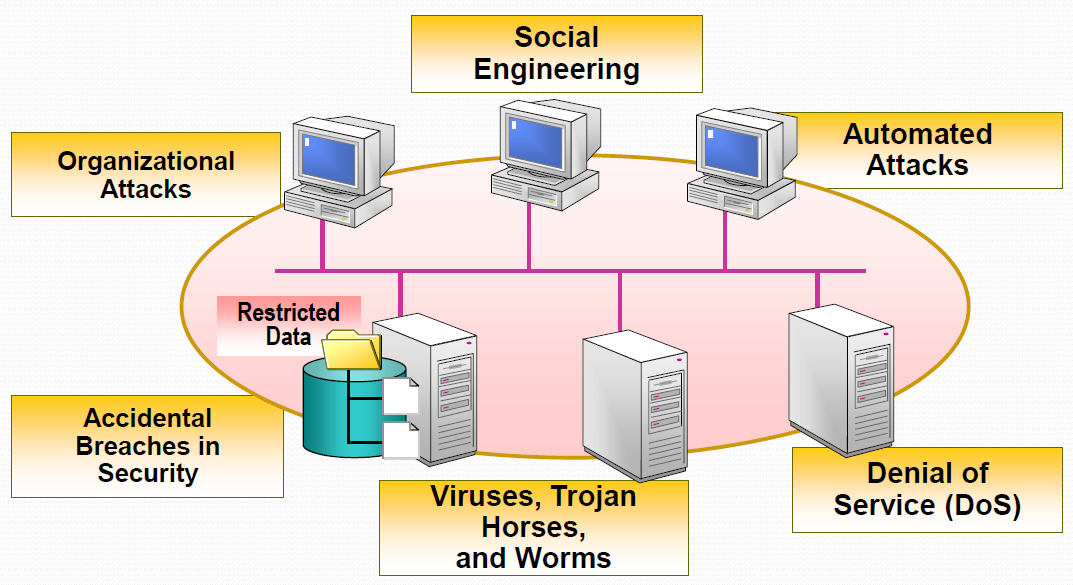 Social
Engineering
Organizational
Attacks
Automated
Attacks
Restricted
Data
Accidental
Breaches in
Security
Viruses, Trojan
Horses,
and Worms
Denial of
Service (DoS)